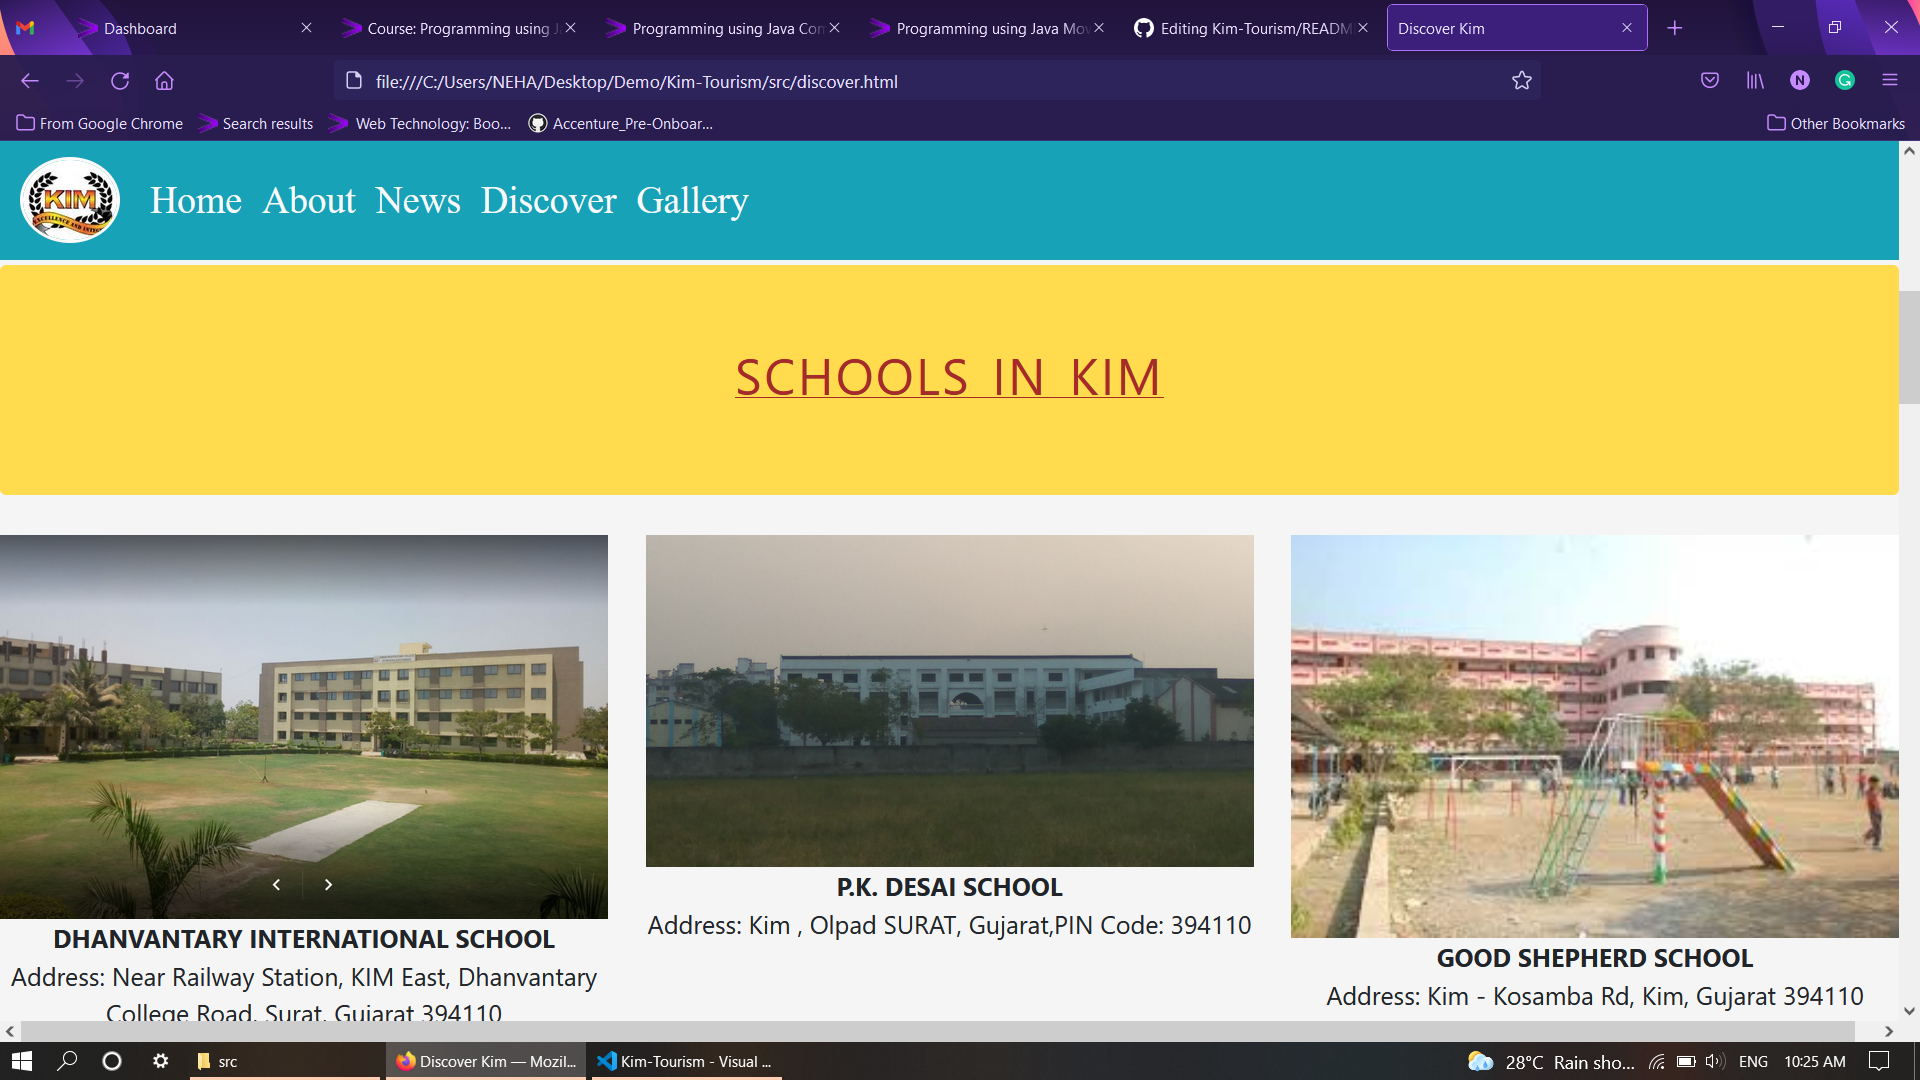 Dashboard
Course: Programming using J
Programming using Java Con
Programming using Java Mov
Editing Kim-Tourism/READM
Discover Kim
file:///C:/Users/NEHA/Desktop/Demo/Kim-Tourism/src/discover.html
N
From Google Chrome
Search results
Web Technology: Boo...
Accenture_Pre-Onboar...
Other Bookmarks
KIM
EXCELLENCE AND INTEG
Home About News Discover Gallery
SCHOOLS IN KIM
DHANVANTARY INTERNATIONAL SCHOOL
Address: Near Railway Station, KIM East, Dhanvantary
College Road, Surat, Gujarat 394110
P.K. DESAI SCHOOL
Address: Kim , Olpad SURAT, Gujarat,PIN Code: 394110
GOOD SHEPHERD SCHOOL
Address: Kim - Kosamba Rd, Kim, Gujarat 394110
src
Discover Kim — Mozil...
Kim-Tourism - Visual ...
28°C Rain sho...
ENG
10:25 AM